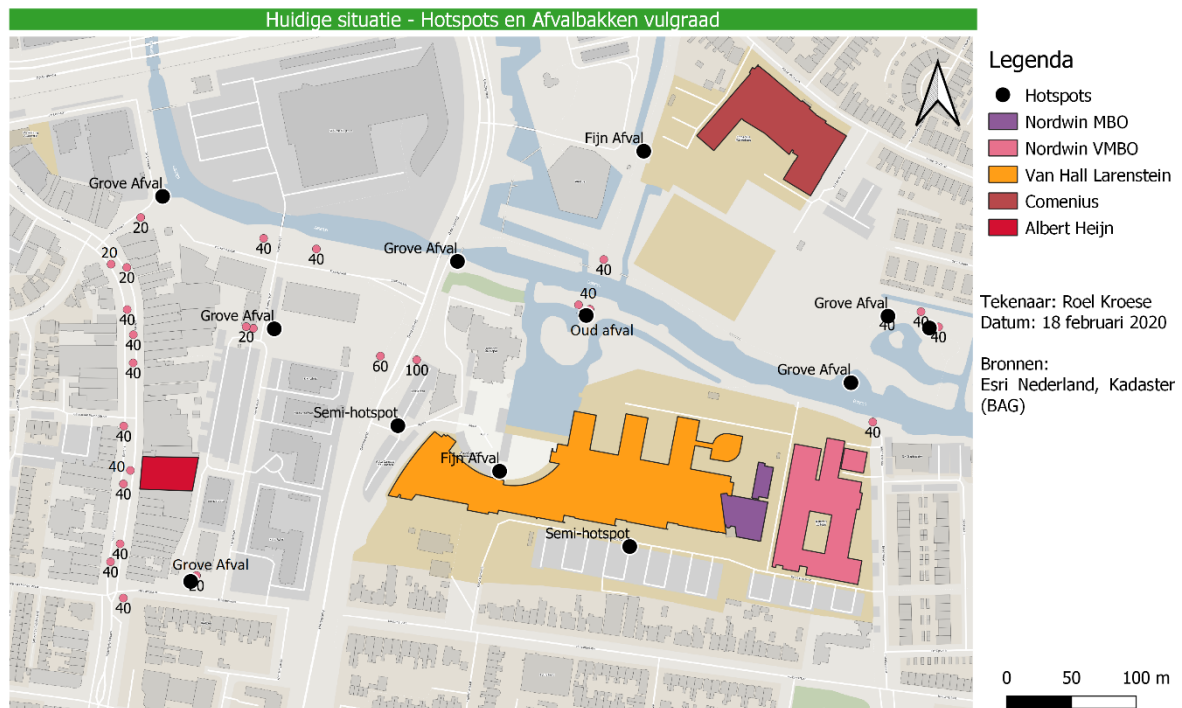 Huidige situatie - Hotspots en Afvalbakken vulgraad
Legenda
Hotspots
Nordwin MBO
Nordwin VMBO
Van Hall Larenstein
Comenius
Albert Heijn
Tekenaar: Roel Kroese
Datum: 18 februari 2020
Bronnen:
Esri Nederland, Kadaster
(BAG)
0 50 100 m
Fijn Afval
Grove Afval
20
40
40
Grove Afval
20
20
40
40
Oud afval
Grove Afval
40
40
40
Grove Afval
20
40
40
40
60
100
Grove Afval
Semi-hotspot
40
40
40
40
Fijn Afval
Semi-hotspot
40
40
Grove Afval
20
40